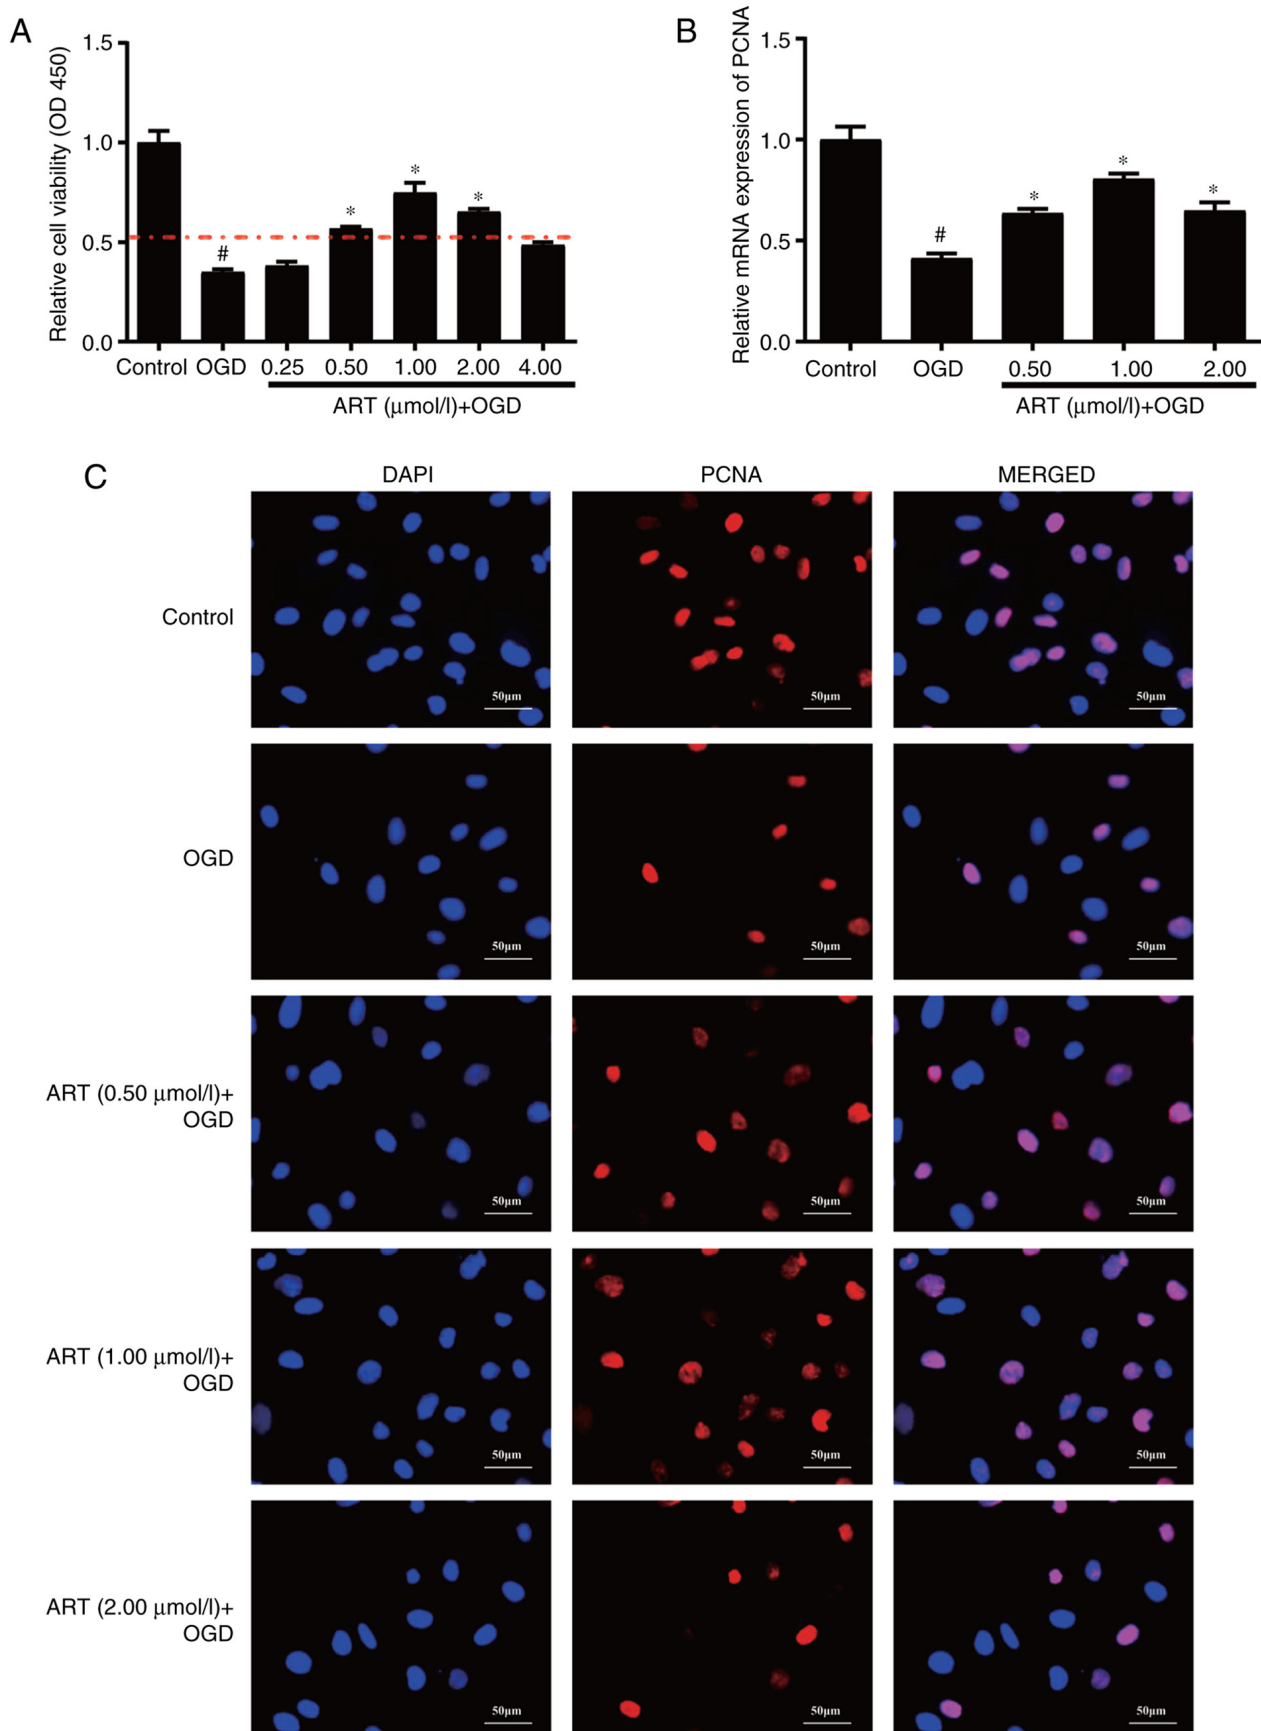 A
Relative cell viability (OD 450)
1.5
1.0
0.5
0.0
#
*
*
*
Control OGD 0.25 0.50 1.00 2.00 4.00
ART (μmol/l)+OGD
B
Relative mRNA expression of PCNA
1.5
1.0
0.5
0.0
#
*
*
*
Control OGD 0.50 1.00 2.00
ART (μmol/l)+OGD
C
DAPI PCNA MERGED
Control
50μm 50μm 50μm
OGD
50μm 50μm 50μm
ART (0.50 μmol/l)+
OGD
50μm 50μm 50μm
ART (1.00 μmol/l)+
OGD
50μm 50μm 50μm
ART (2.00 μmol/l)+
OGD
50μm 50μm 50μm